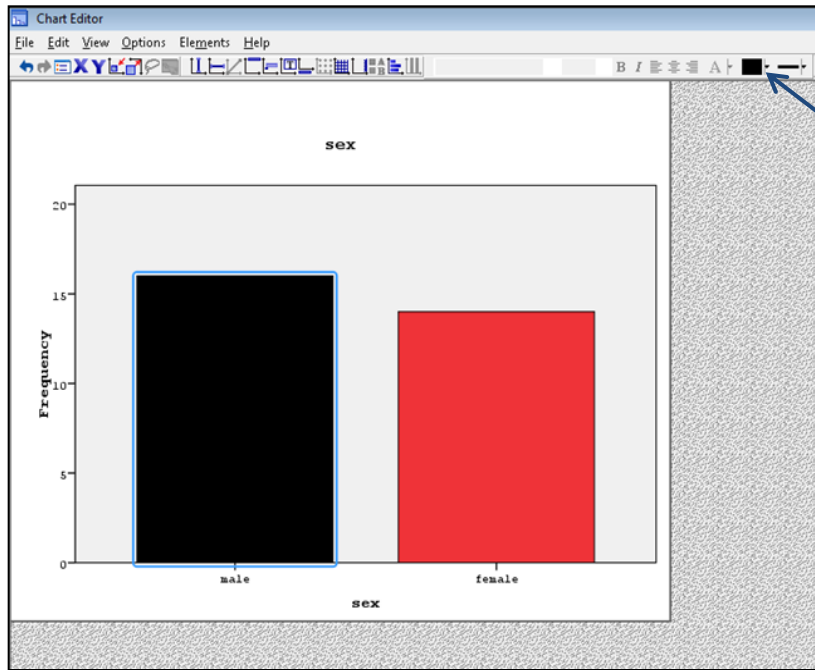 Chart Editor
File Edit View Options Elements Help
X Y B I A
sex
20
15
10
5
0
Frequency
male female
sex